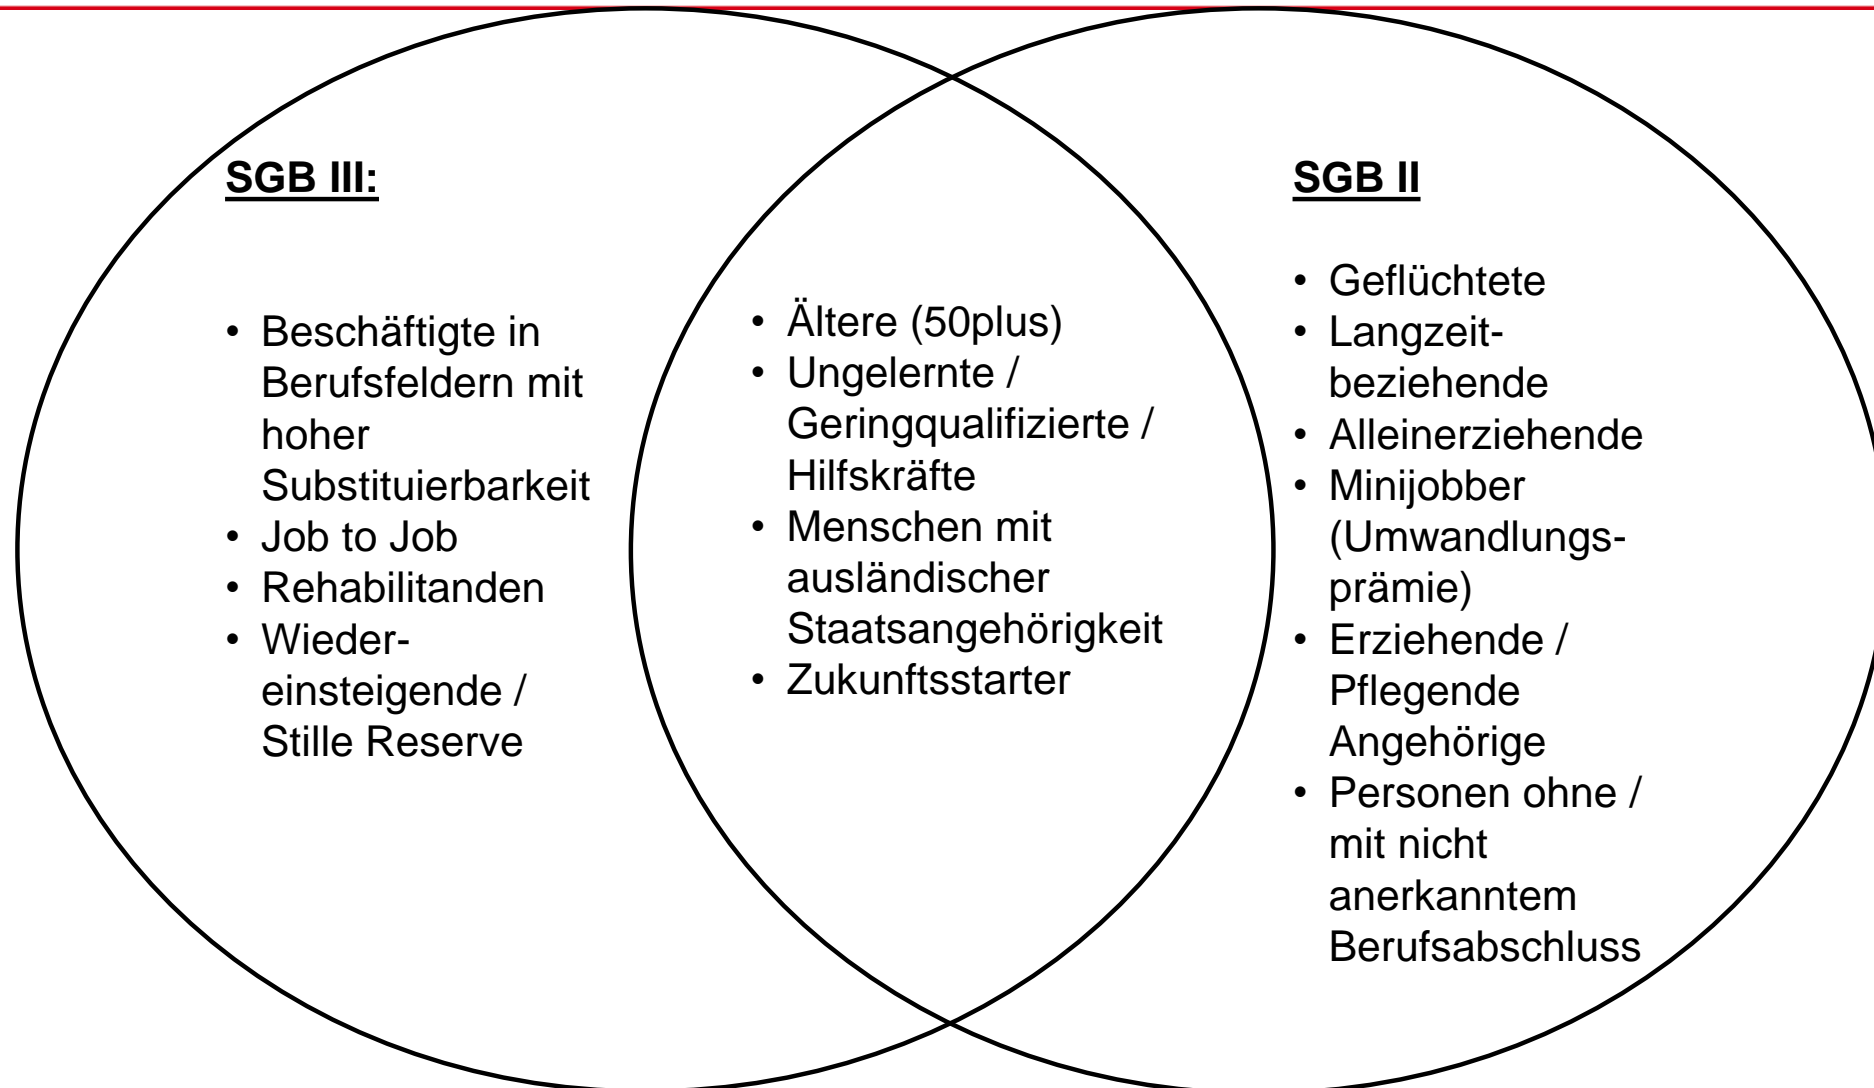 SGB III:
• Beschäftigte in
Berufsfeldern mit
hoher
Substituierbarkeit
• Job to Job
• Rehabilitanden
• Wieder-
einsteigende /
Stille Reserve
• Ältere (50plus)
• Ungelernte /
Geringqualifizierte /
Hilfskräfte
• Menschen mit
ausländischer
Staatsangehörigkeit
• Zukunftsstarter
SGB II
• Geflüchtete
• Langzeit-
beziehende
• Alleinerziehende
• Minijobber
(Umwandlungs-
prämie)
• Erziehende /
Pflegende
Angehörige
• Personen ohne /
mit nicht
anerkanntem
Berufsabschluss